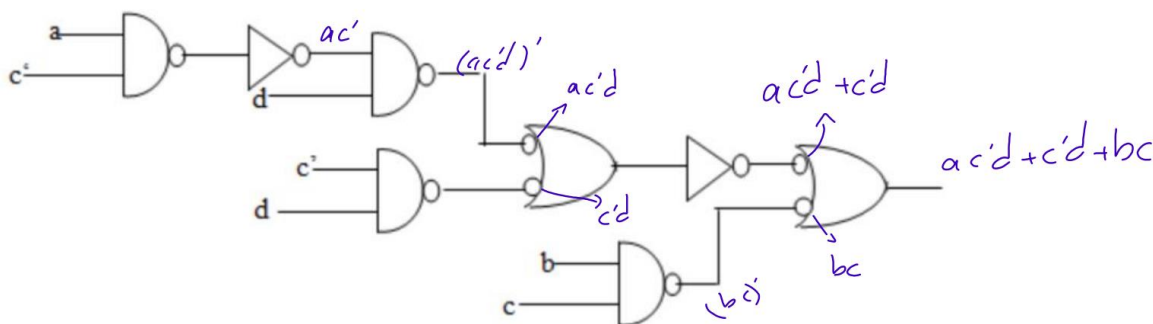 a
c'
ac'
d
(ac'd)'
ac'd
c'
d
c'd
ac'd + c'd
b
c
(bc)'
bc
ac'd + c'd + bc